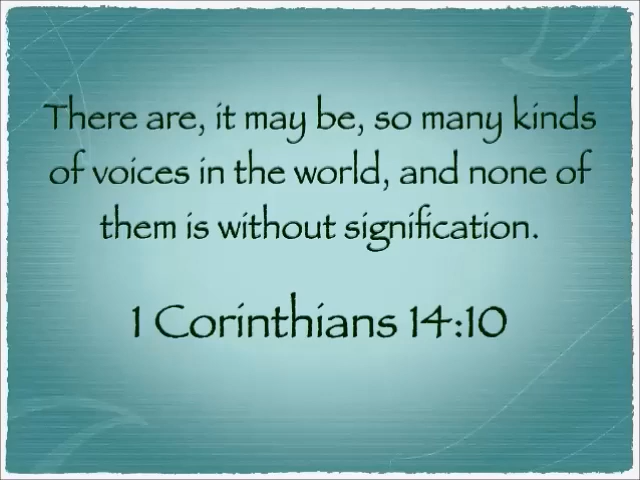 There are, it may be, so many kinds
of voices in the world, and none of
them is without signification.
1 Corinthians 14:10